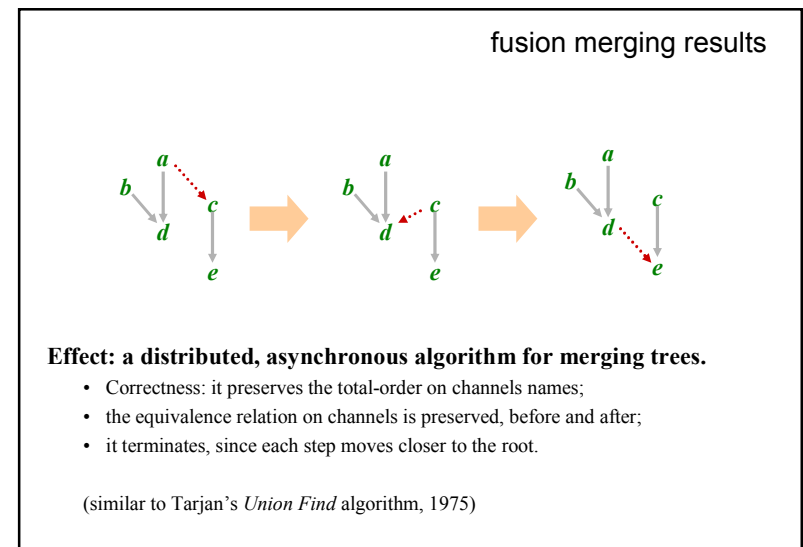 fusion merging results
a b c d e
a b c d e
a b c d e
Effect: a distributed, asynchronous algorithm for merging trees.
• Correctness: it preserves the total-order on channels names;
• the equivalence relation on channels is preserved, before and after;
• it terminates, since each step moves closer to the root.
(similar to Tarjan's Union Find algorithm, 1975)